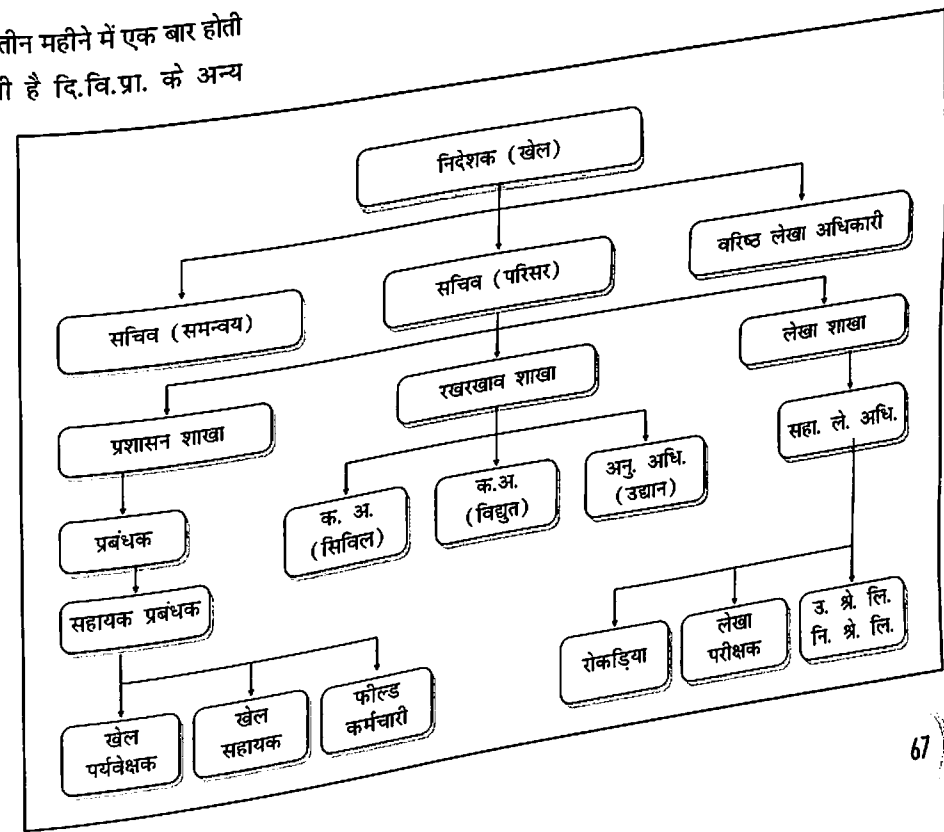 तीन महीने में एक बार होती
है दि.वि.प्रा. के अन्य
निदेशक (खेल)
सचिव (समन्वय)
सचिव (परिसर)
वरिष्ठ लेखा अधिकारी
प्रशासन शाखा
रखरखाव शाखा
लेखा शाखा
प्रबंधक
सहायक प्रबंधक
क. अ.
(सिविल)
क.अ.
(विद्युत)
अनु. अधि.
(उद्यान)
सहा. ले. अधि.
खेल
पर्यवेक्षक
खेल
सहायक
फील्ड
कर्मचारी
रोकड़िया
लेखा
परीक्षक
उ. श्रे. लि.
नि. श्रे. लि.
67